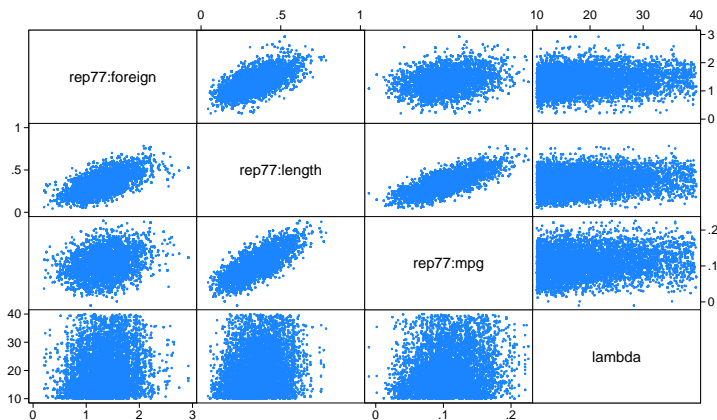 0 .5 1 10 20 30 40
rep77:foreign
0 1 2 3
0 .5 1
rep77:length
rep77:mpg
0 .1 .2
10 20 30 40
lambda
0 1 2 3 0 .1 .2